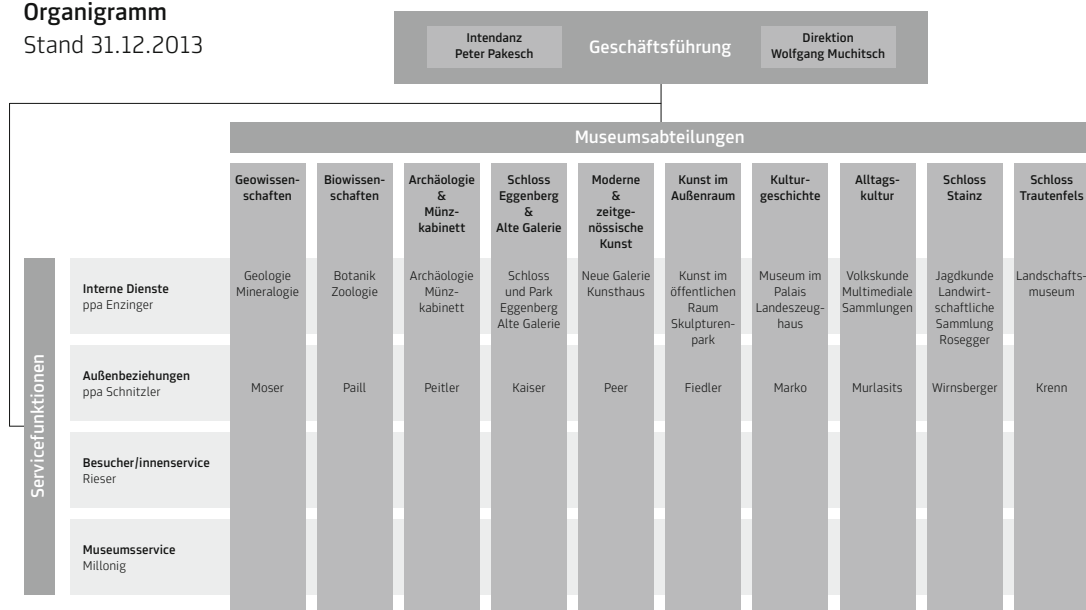 Organigramm
Stand 31.12.2013
Intendanz
Peter Pakesch
Geschäftsführung
Direktion
Wolfgang Muchitsch
Museumsabteilungen
Geowissen-
schaften
Biowissen-
schaften
Archäologie
&
Münz-
kabinett
Schloss
Eggenberg
&
Alte Galerie
Moderne
&
zeitge-
nössische
Kunst
Kunst im
Außenraum
Kultur-
geschichte
Alltags-
kultur
Schloss
Stainz
Schloss
Trautenfels
Servicefunktionen
Interne Dienste
ppa Enzinger
Geologie
Mineralogie
Botanik
Zoologie
Archäologie
Münz-
kabinett
Schloss
und Park
Eggenberg
Alte Galerie
Neue Galerie
Kunsthaus
Kunst im
öffentlichen
Raum
Skulpturen-
park
Museum im
Palais
Landeszeug-
haus
Volkskunde
Multimediale
Sammlungen
Jagdkunde
Landwirt-
schaftliche
Sammlung
Rosegger
Landschafts-
museum
Außenbeziehungen
ppa Schnitzler
Moser
Paill
Peitler
Kaiser
Peer
Fiedler
Marko
Murlasits
Wirnsberger
Krenn
Besucher/innenservice
Rieser
Museumsservice
Millonig